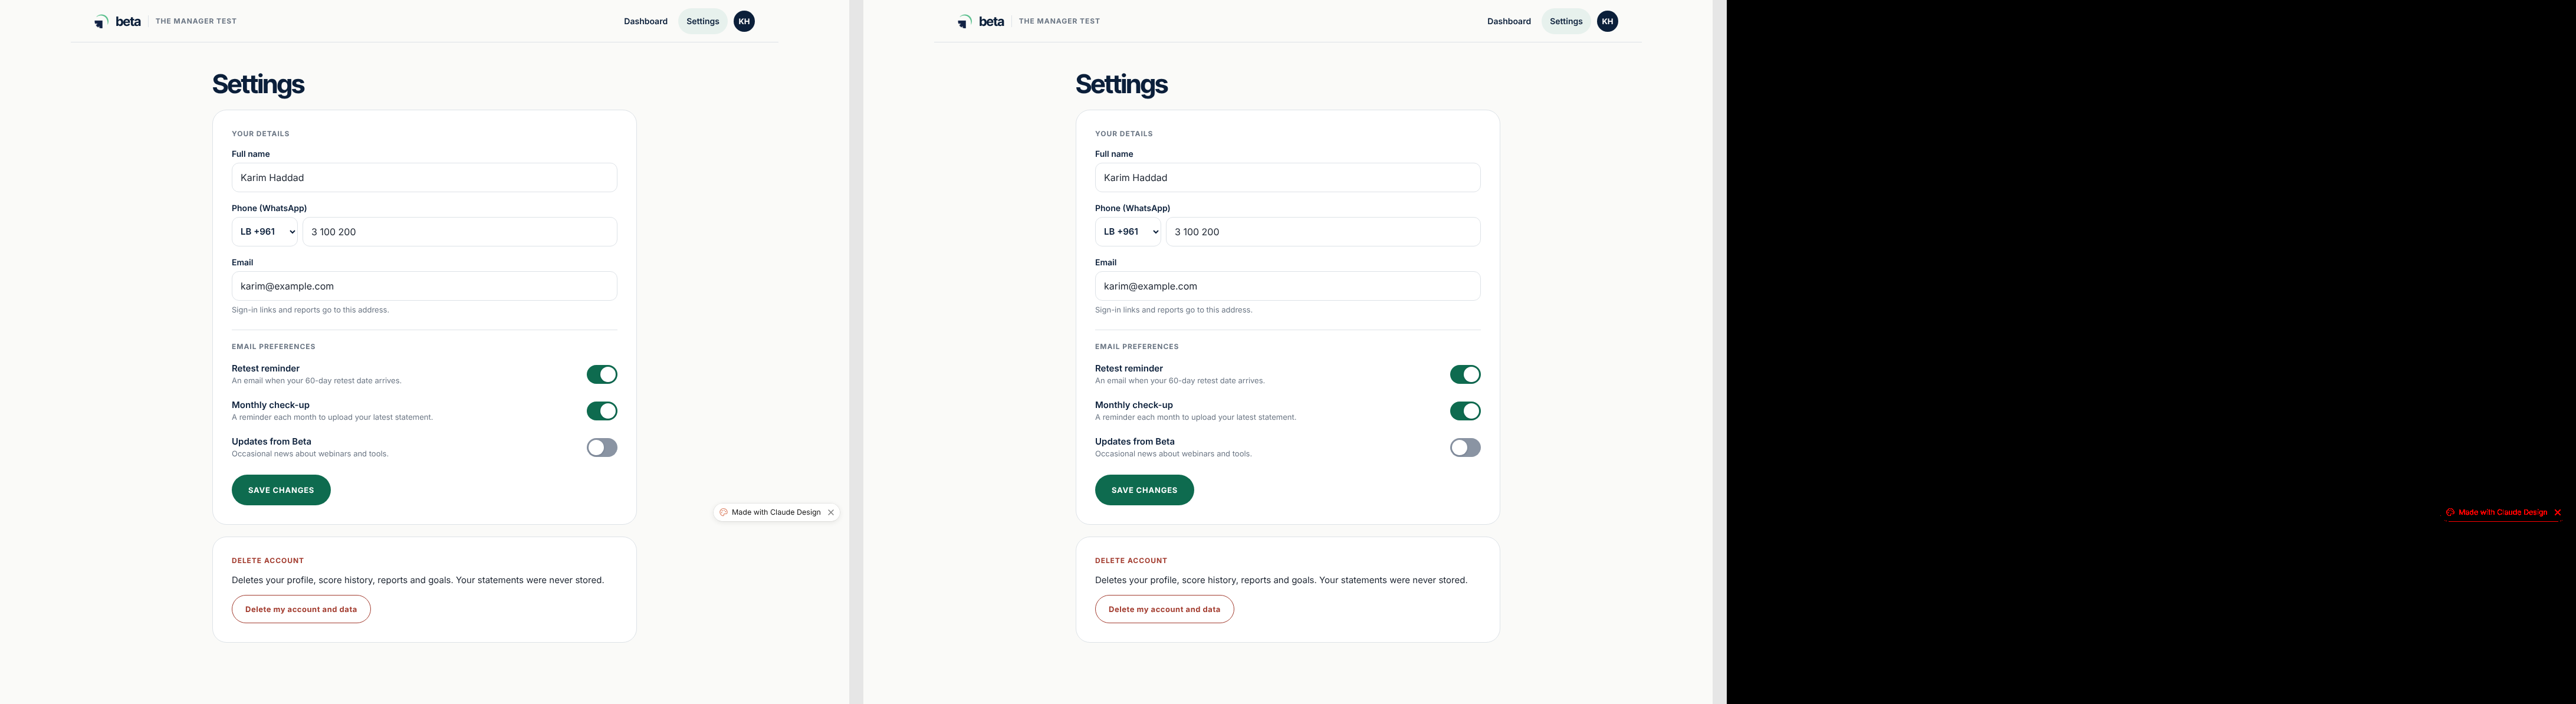 beta THE MANAGER TEST Dashboard Settings KH
Settings
YOUR DETAILS
Full name
Karim Haddad
Phone (WhatsApp)
LB +961 3 100 200
Email
karim@example.com
Sign-in links and reports go to this address.
EMAIL PREFERENCES
Retest reminder
An email when your 60-day retest date arrives.
Monthly check-up
A reminder each month to upload your latest statement.
Updates from Beta
Occasional news about webinars and tools.
SAVE CHANGES
Made with Claude Design
DELETE ACCOUNT
Deletes your profile, score history, reports and goals. Your statements were never stored.
Delete my account and data
beta THE MANAGER TEST Dashboard Settings KH
Settings
YOUR DETAILS
Full name
Karim Haddad
Phone (WhatsApp)
LB +961 3 100 200
Email
karim@example.com
Sign-in links and reports go to this address.
EMAIL PREFERENCES
Retest reminder
An email when your 60-day retest date arrives.
Monthly check-up
A reminder each month to upload your latest statement.
Updates from Beta
Occasional news about webinars and tools.
SAVE CHANGES
DELETE ACCOUNT
Deletes your profile, score history, reports and goals. Your statements were never stored.
Delete my account and data
Made with Claude Design